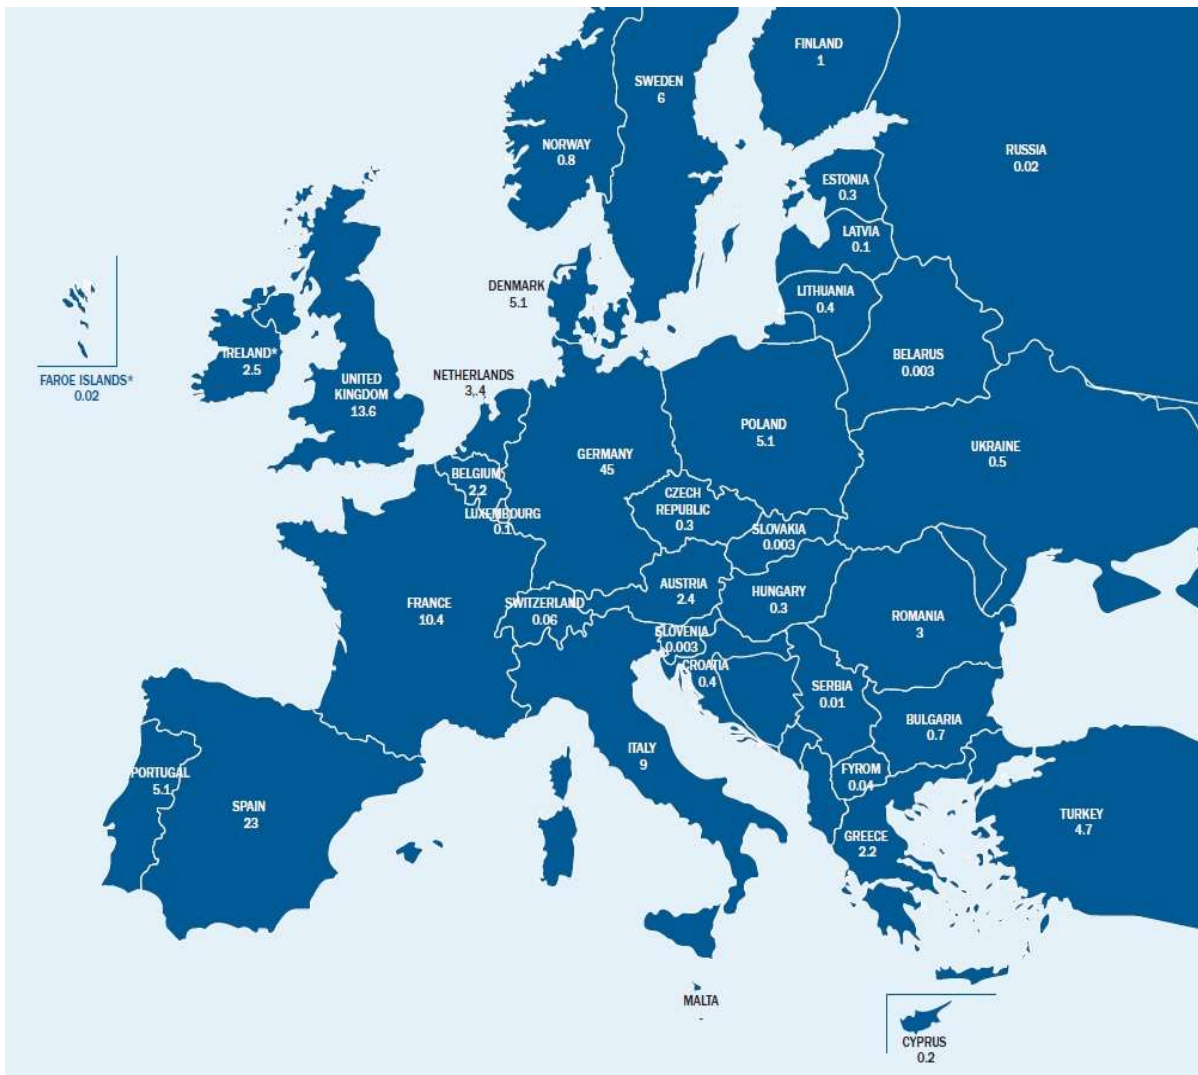 FINLAND
1
SWEDEN
6
NORWAY
0.8
RUSSIA
0.02
ESTONIA
0.3
LATVIA
0.1
DENMARK
5.1
LITHUANIA
0.4
IRELAND*
2.5
BELARUS
0.003
FAROE ISLANDS*
0.02
NETHERLANDS
3,.4
UNITED
KINGDOM
13.6
POLAND
5.1
UKRAINE
0.5
GERMANY
45
BELGIUM
2.2
CZECH
REPUBLIC
0.3
LUXEMBOURG
0.1
SLOVAKIA
0.003
AUSTRIA
2.4
HUNGARY
0.3
FRANCE
10.4
SWITZERLAND
0.06
ROMANIA
3
SLOVENIA
0.003
CROATIA
0.4
SERBIA
0.01
BULGARIA
0.7
ITALY
9
PORTUGAL
5.1
FYROM
0.04
SPAIN
23
TURKEY
4.7
GREECE
2.2
MALTA
CYPRUS
0.2